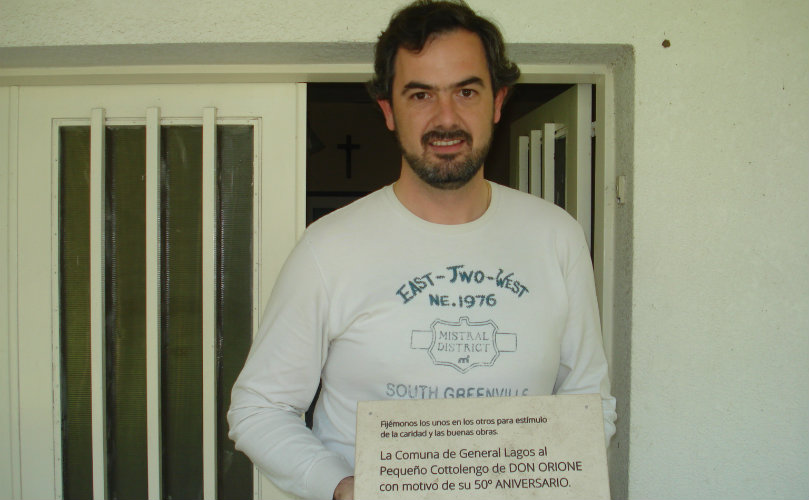 EAST-TWO-WEST
NE.1976
MISTRAL
DISTRICT
SOUTH GREENVILLE
Fijémonos los unos en los otros para estímulo
de la caridad y las buenas obras.
La Comuna de General Lagos al
Pequeño Cottolengo de DON ORIONE
con motivo de su 50º ANIVERSARIO.